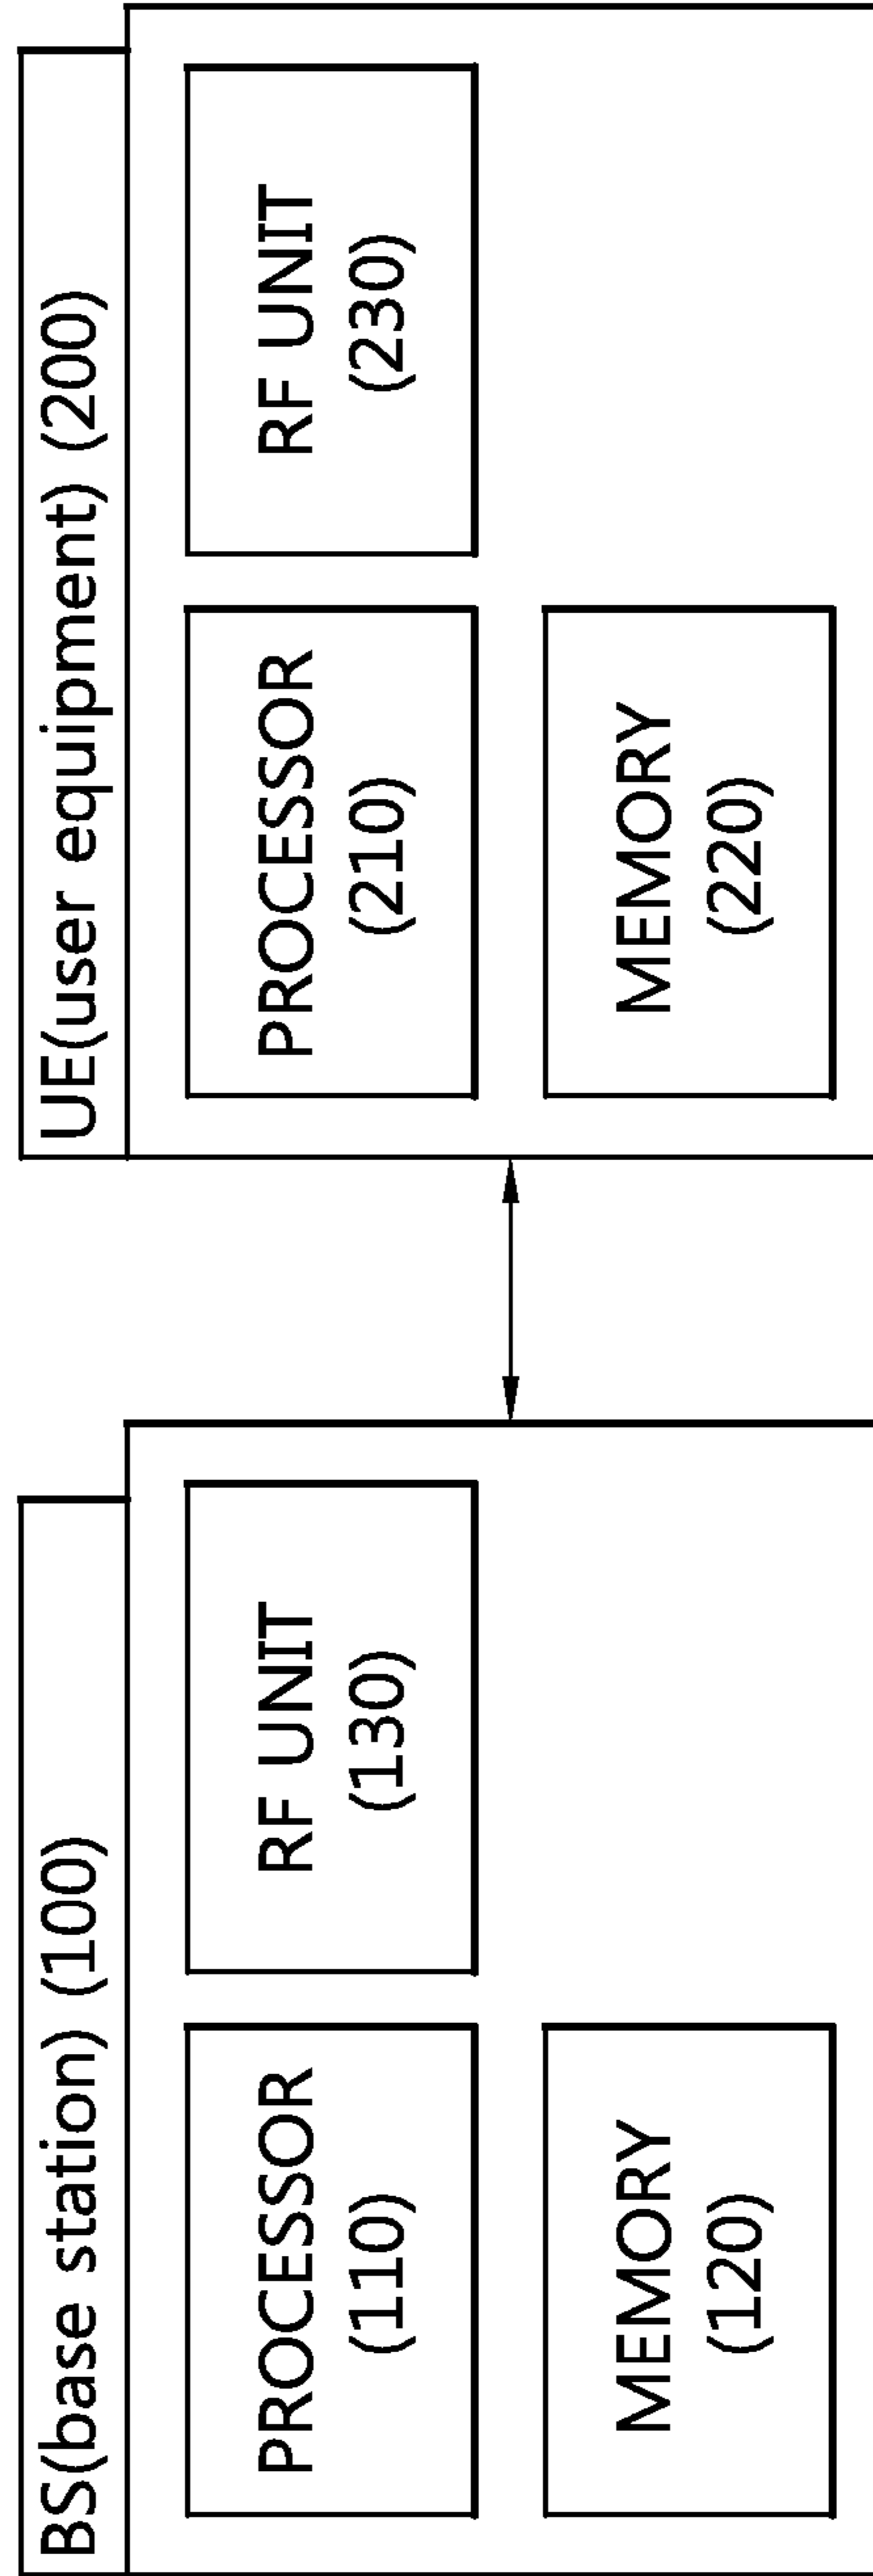 BS(base station) (100)
PROCESSOR
(110)
RF UNIT
(130)
MEMORY
(120)
UE(user equipment) (200)
PROCESSOR
(210)
RF UNIT
(230)
MEMORY
(220)